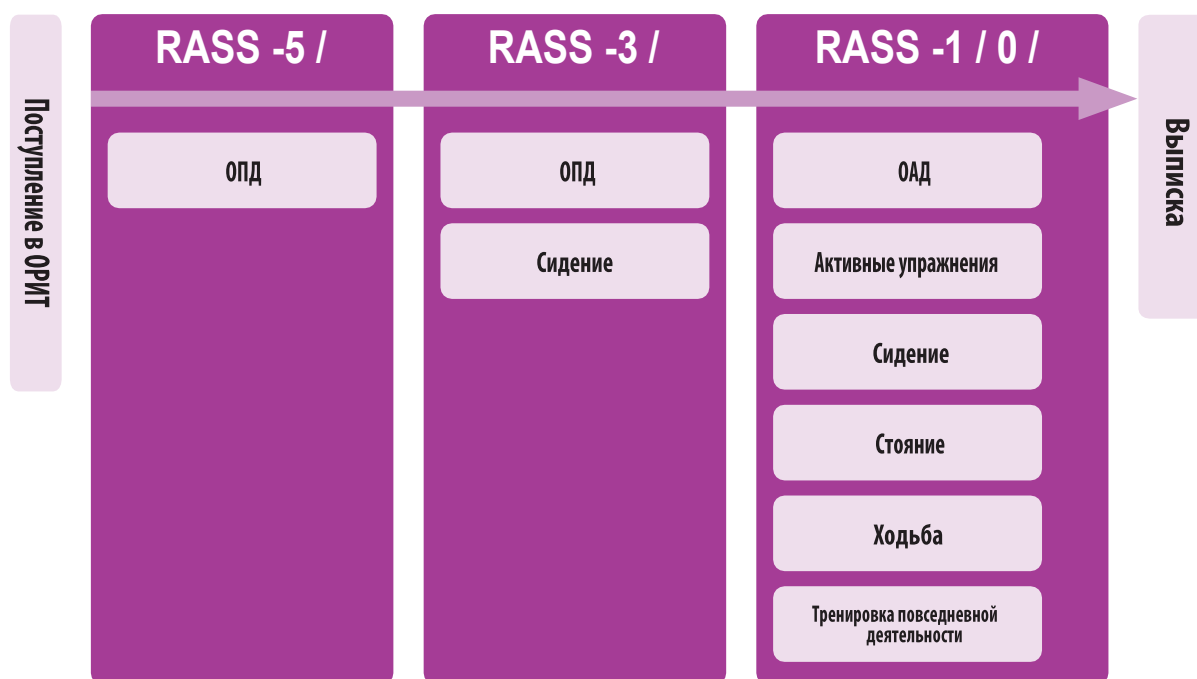 Поступление в ОРИТ
RASS -5 /
ОПД
RASS -3 /
ОПД
Сидение
RASS -1 / 0 /
ОАД
Активные упражнения
Сидение
Стояние
Ходьба
Тренировка повседневной
деятельности
Выписка